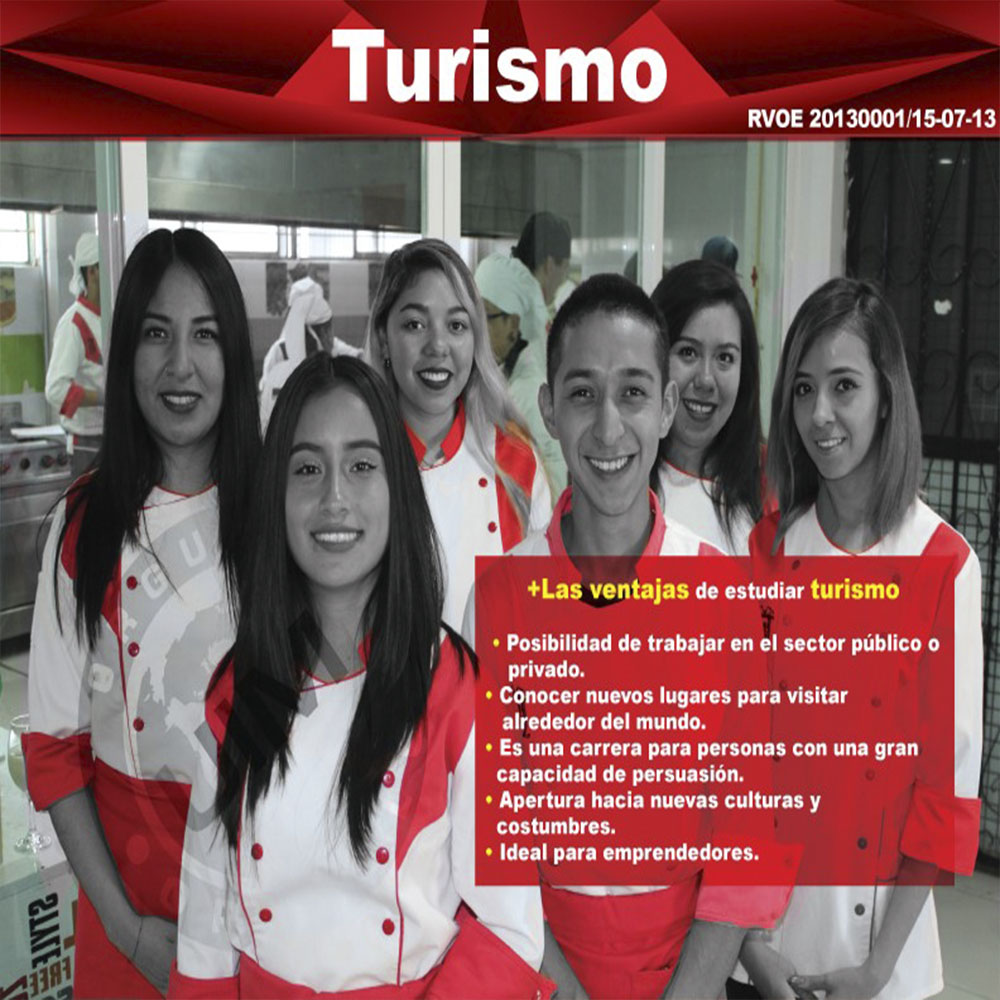 Turismo
RVOE 20130001/15-07-13
+Las ventajas de estudiar turismo
• Posibilidad de trabajar en el sector público o
privado.
• Conocer nuevos lugares para visitar
alrededor del mundo.
• Es una carrera para personas con una gran
capacidad de persuasión.
• Apertura hacia nuevas culturas y
costumbres.
• Ideal para emprendedores.
STYLE
FREE